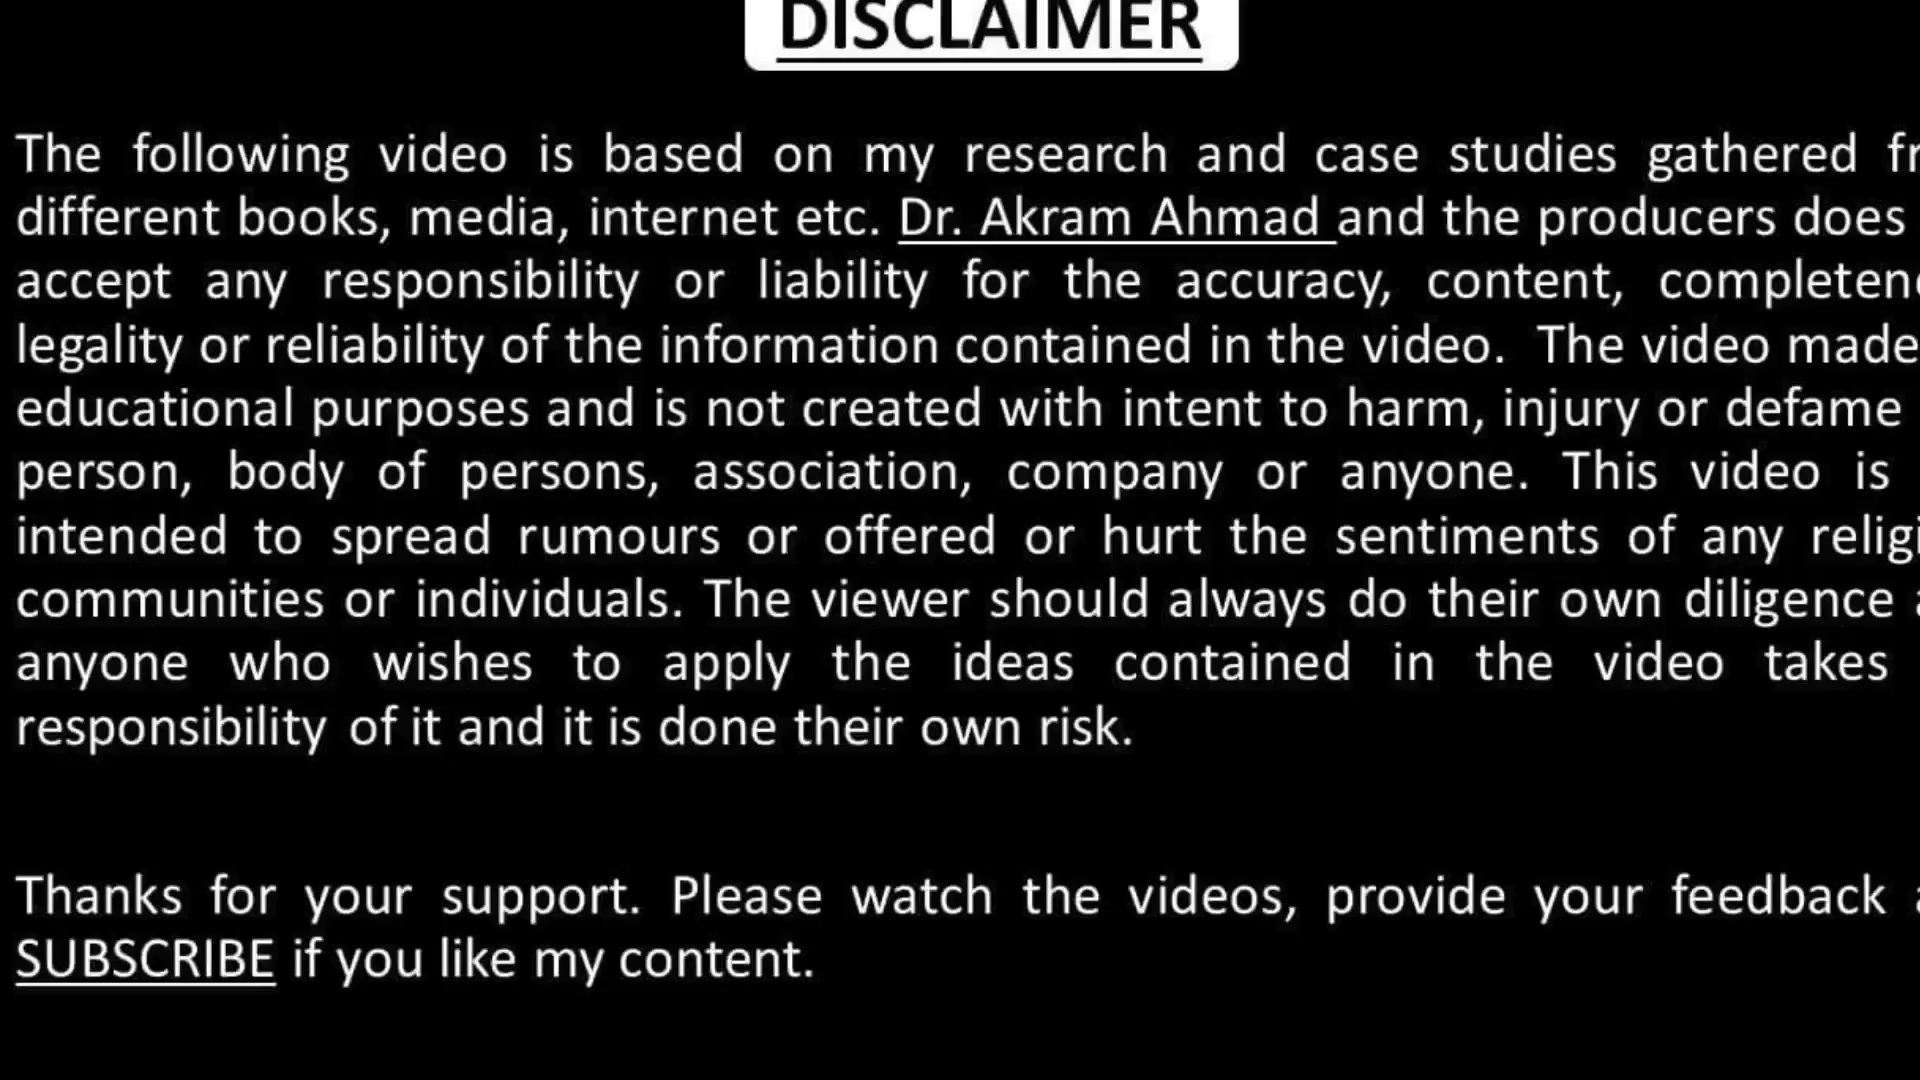 DISCLAIMER
The following video is based on my research and case studies gathered
different books, media, internet etc. Dr. Akram Ahmad and the producers does
accept any responsibility or liability for the accuracy, content,
legality or reliability of the information contained in the video. The video made
educational purposes and is not created with intent to harm, injury or defame
person, body of persons, association, company or anyone. This video is
intended to spread rumours or offered or hurt the sentiments of any
communities or individuals. The viewer should always do their own diligence
anyone who wishes to apply the ideas contained in the video takes
responsibility of it and it is done their own risk.
Thanks for your support. Please watch the videos, provide your feedback
SUBSCRIBE if you like my content.